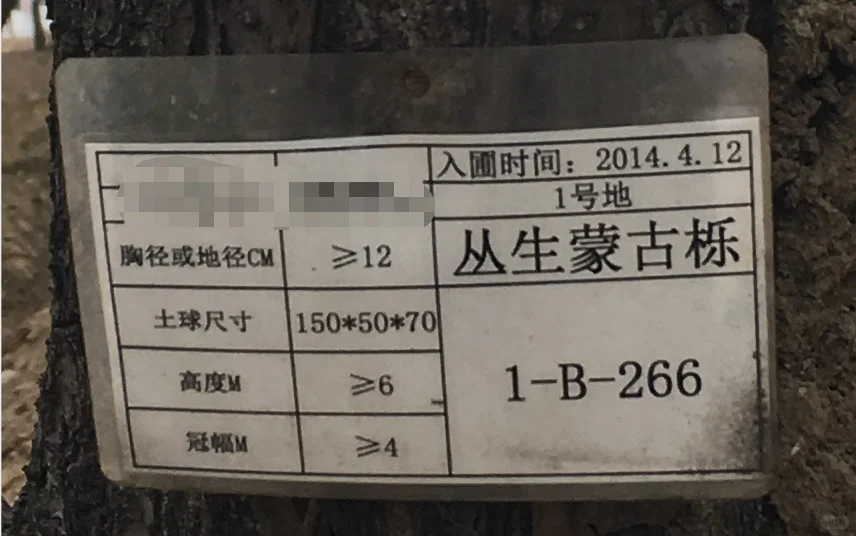 入圃时间：2014.4.12
1号地
胸径或地径CM ≥12 丛生蒙古栎
土球尺寸 150*50*70
高度M ≥6 1-B-266
冠幅M ≥4